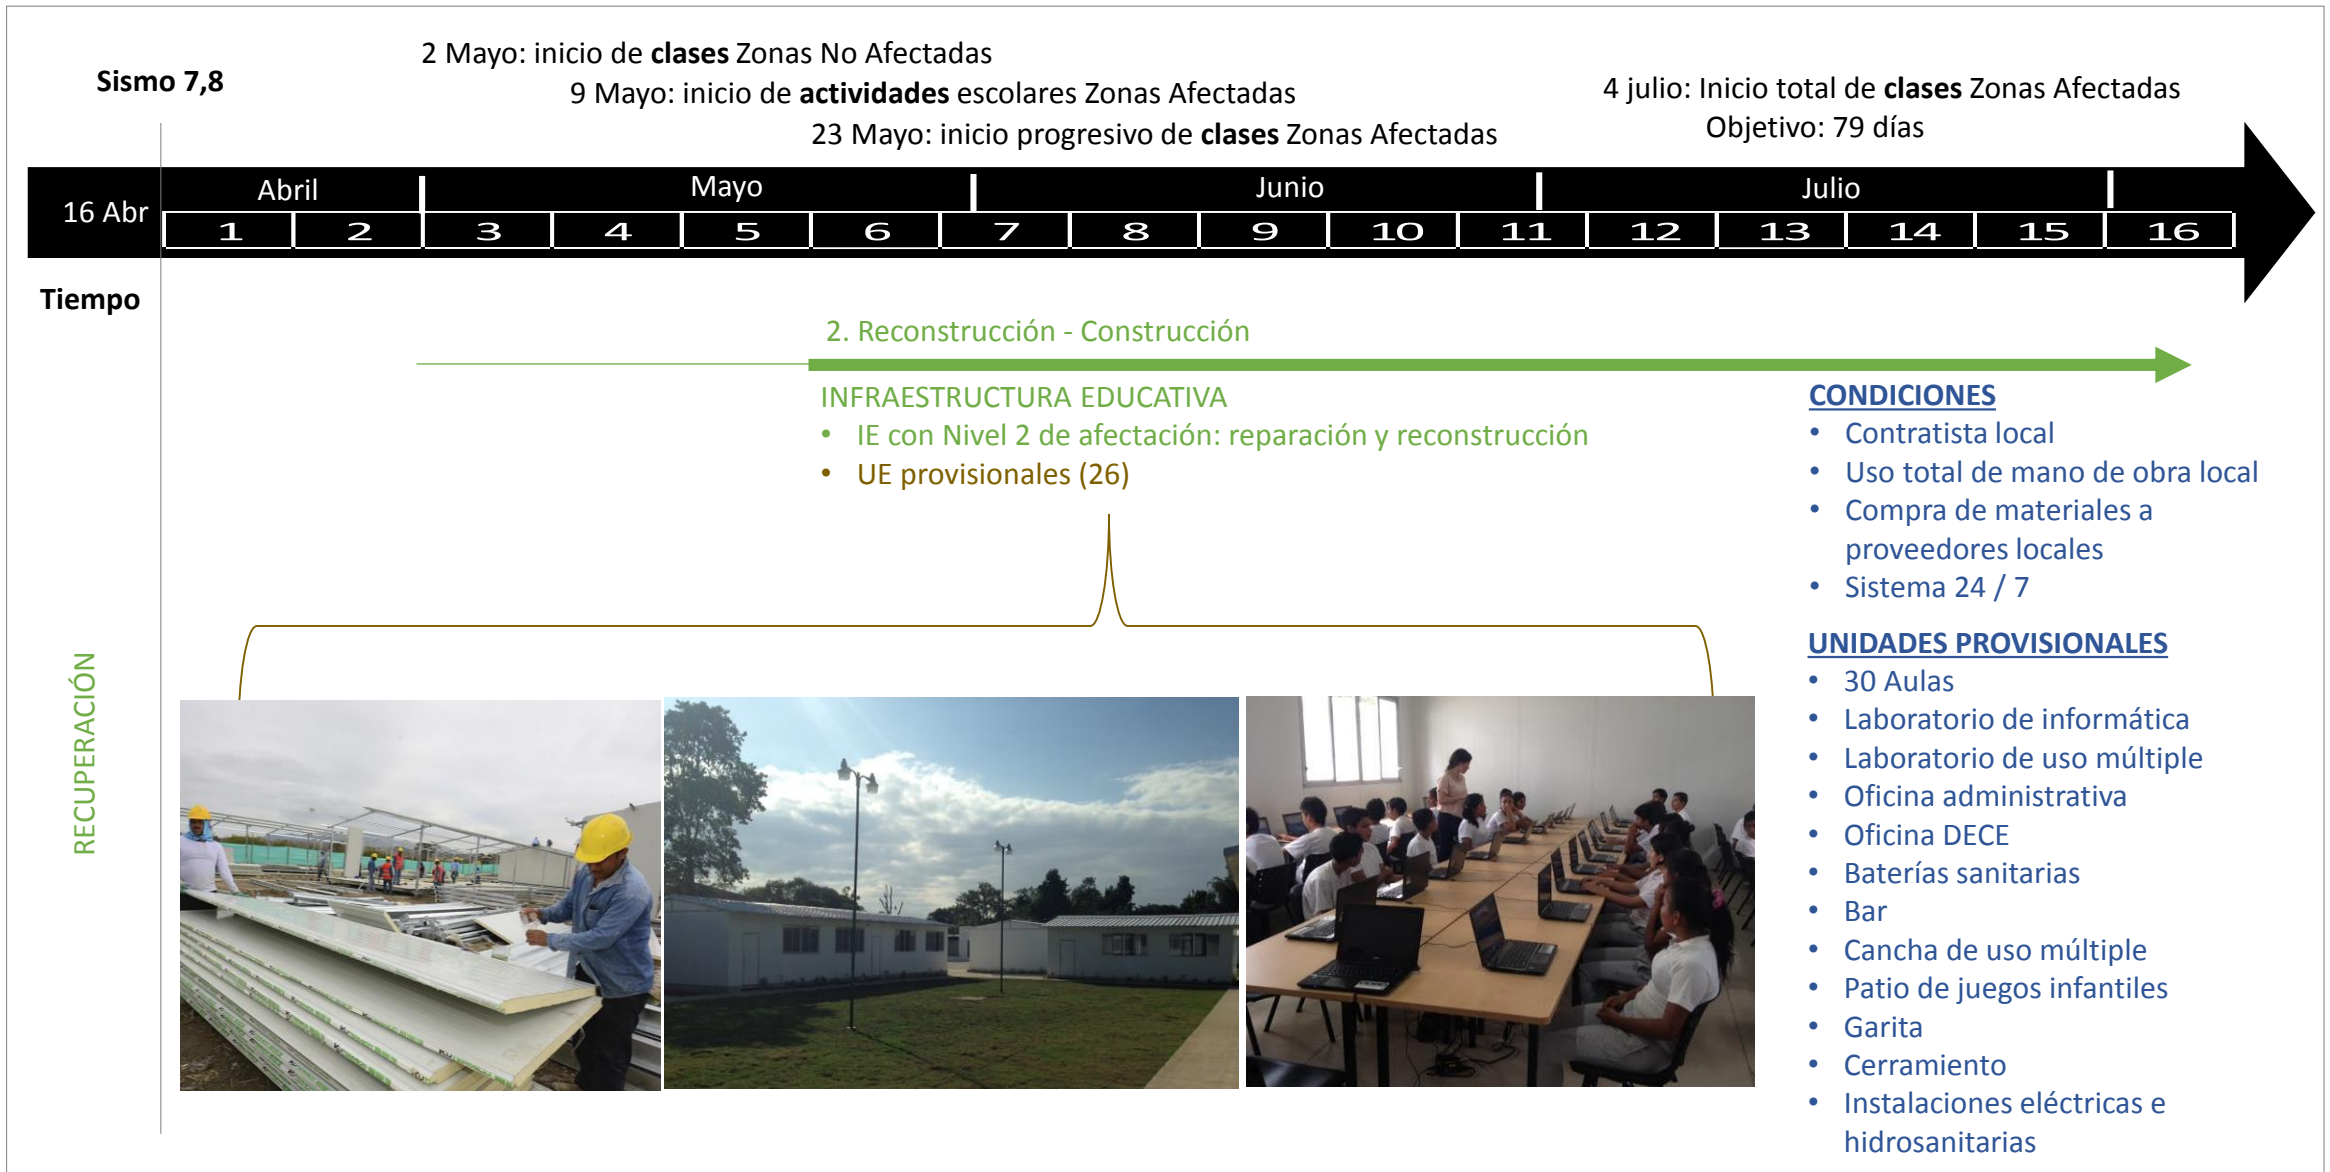 Sismo 7,8
2 Mayo: inicio de clases Zonas No Afectadas
9 Mayo: inicio de actividades escolares Zonas Afectadas
23 Mayo: inicio progresivo de clases Zonas Afectadas
4 julio: Inicio total de clases Zonas Afectadas
Objetivo: 79 días
16 Abr
Abril
Mayo
Junio
Julio
1 2 3 4 5 6 7 8 9 10 11 12 13 14 15 16
Tiempo
2. Reconstrucción - Construcción
INFRAESTRUCTURA EDUCATIVA
• IE con Nivel 2 de afectación: reparación y reconstrucción
• UE provisionales (26)
RECUPERACIÓN
CONDICIONES
• Contratista local
• Uso total de mano de obra local
• Compra de materiales a
proveedores locales
• Sistema 24 / 7
UNIDADES PROVISIONALES
• 30 Aulas
• Laboratorio de informática
• Laboratorio de uso múltiple
• Oficina administrativa
• Oficina DECE
• Baterías sanitarias
• Bar
• Cancha de uso múltiple
• Patio de juegos infantiles
• Garita
• Cerramiento
• Instalaciones eléctricas e
hidrosanitarias